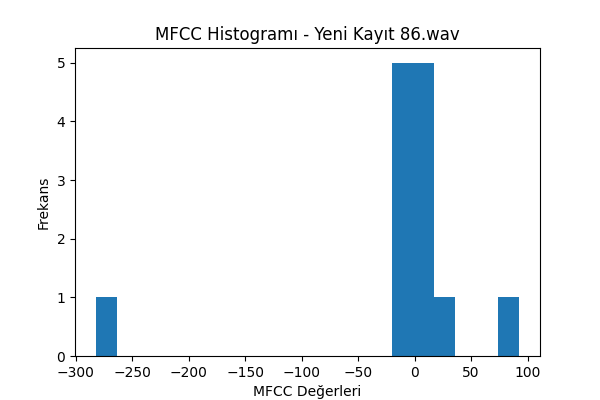 MFCC Histogramı - Yeni Kayıt 86.wav
5
4
3
2
1
0
Frekans
−300 −250 −200 −150 −100 −50 0 50 100
MFCC Değerleri